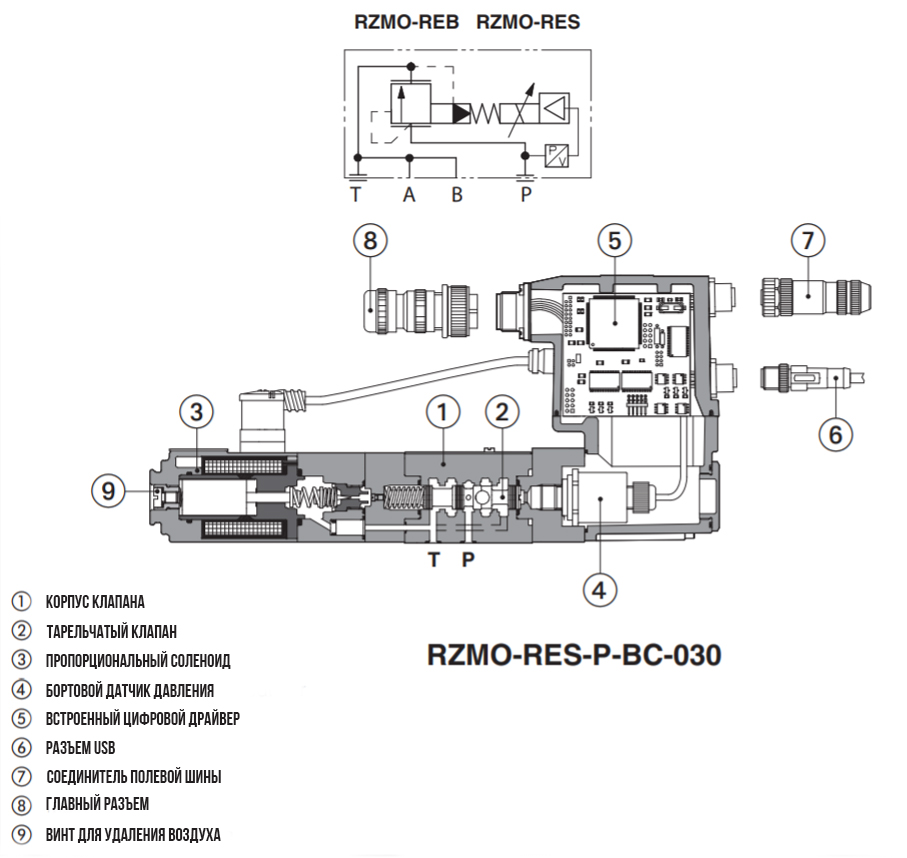 RZMO-REB RZMO-RES
P
V
T A B P
8 5 7
3 1 2
6
9
T P
4
1 КОРПУС КЛАПАНА
2 ТАРЕЛЬЧАТЫЙ КЛАПАН
3 ПРОПОРЦИОНАЛЬНЫЙ СОЛЕНОИД
4 БОРТОВОЙ ДАТЧИК ДАВЛЕНИЯ
RZMO-RES-P-BC-030
5 ВСТРОЕННЫЙ ЦИФРОВОЙ ДРАЙВЕР
6 РАЗЪЕМ USB
7 СОЕДИНИТЕЛЬ ПОЛЕВОЙ ШИНЫ
8 ГЛАВНЫЙ РАЗЪЕМ
9 ВИНТ ДЛЯ УДАЛЕНИЯ ВОЗДУХА